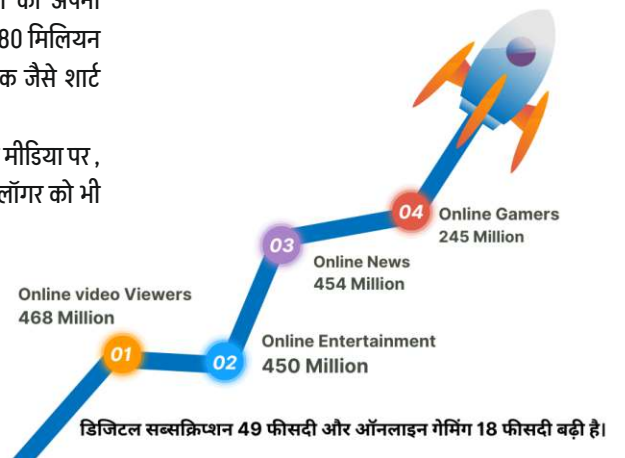 को अपनी
80 मिलियन
क जैसे शार्ट
मीडिया पर ,
लॉगर को भी
04
Online Gamers
245 Million
03
Online News
454 Million
Online video Viewers
468 Million
01
02
Online Entertainment
450 Million
डिजिटल सब्सक्रिप्शन 49 फीसदी और ऑनलाइन गेमिंग 18 फीसदी बढ़ी है।